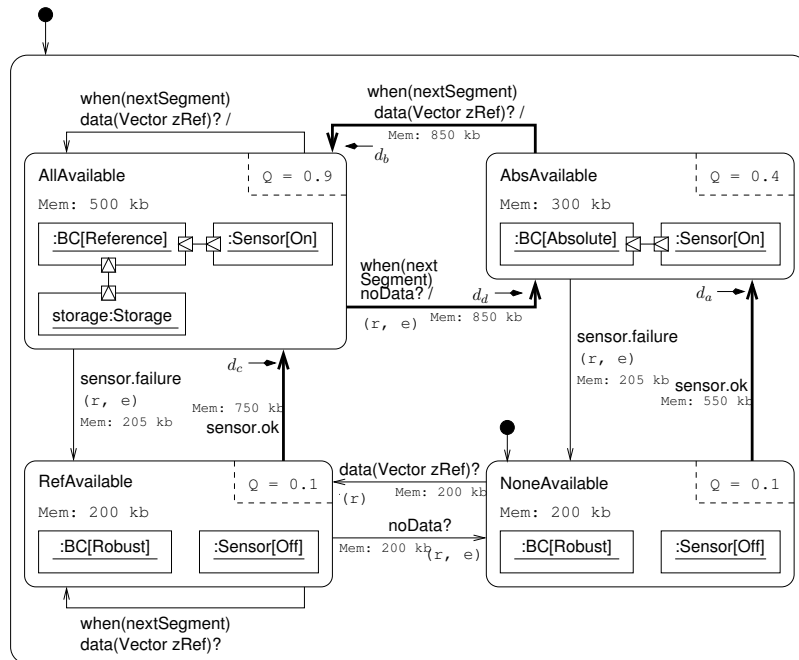 when(nextSegment)
data(Vector zRef)? /
when(nextSegment)
data(Vector zRef)? /
Mem: 850 kb
d_b
AllAvailable
Q = 0.9
Mem: 500 kb
:BC[Reference]
:Sensor[On]
storage:Storage
AbsAvailable
Q = 0.4
Mem: 300 kb
:BC[Absolute]
:Sensor[On]
when(next
Segment)
noData? /
(r, e)
Mem: 850 kb
d_d
d_a
sensor.failure
(r, e)
Mem: 205 kb
d_c
Mem: 750 kb
sensor.ok
sensor.failure
(r, e)
Mem: 205 kb
sensor.ok
Mem: 550 kb
RefAvailable
Q = 0.1
Mem: 200 kb
:BC[Robust]
:Sensor[Off]
data(Vector zRef)?
(r)
Mem: 200 kb
noData?
Mem: 200 kb
(r, e)
NoneAvailable
Q = 0.1
Mem: 200 kb
:BC[Robust]
:Sensor[Off]
when(nextSegment)
data(Vector zRef)?